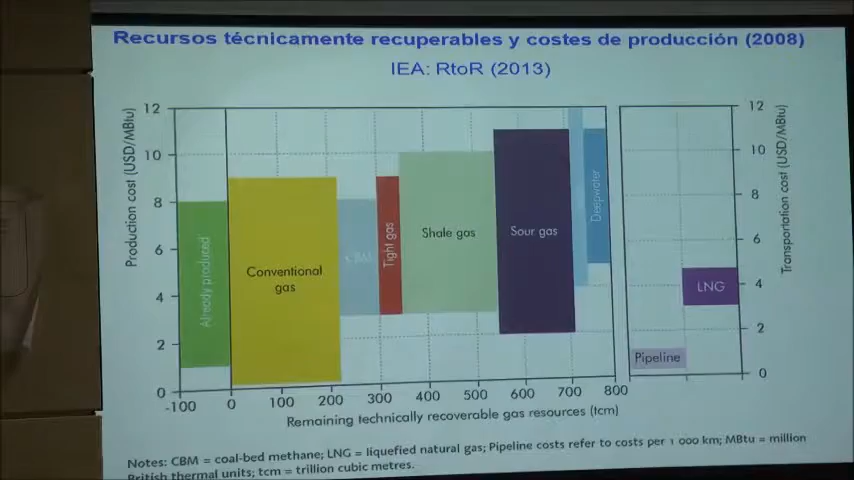 Recursos técnicamente recuperables y costes de producción (2008)
IEA: RtoR (2013)
Production cost (USD/MBtu)
12
10
8
6
4
2
0
Already produced
Conventional
gas
CBM
Tight gas
Shale gas
Sour gas
Deepwater
-100
0
100
200
300
400
500
600
700
800
Remaining technically recoverable gas resources (tcm)
Pipeline
LNG
12
10
8
6
4
2
0
Transportation cost (USD/MBtu)
Notes: CBM = coal-bed methane; LNG = liquefied natural gas; Pipeline costs refer to costs per 1 000 km; MBtu = million
British thermal units; tcm = trillion cubic metres.